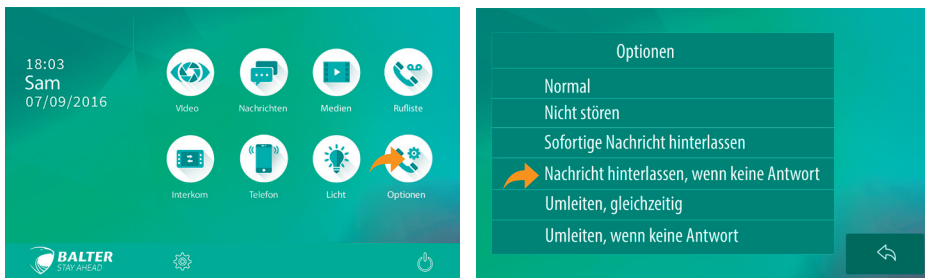 18:03
Sam
07/09/2016
VIdeo
Nachrichten
Medien
Rufliste
Interkom
Telefon
Licht
Optionen
BALTER
STAY AHEAD
Optionen
Normal
Nicht stören
Sofortige Nachricht hinterlassen
Nachricht hinterlassen, wenn keine Antwort
Umleiten, gleichzeitig
Umleiten, wenn keine Antwort